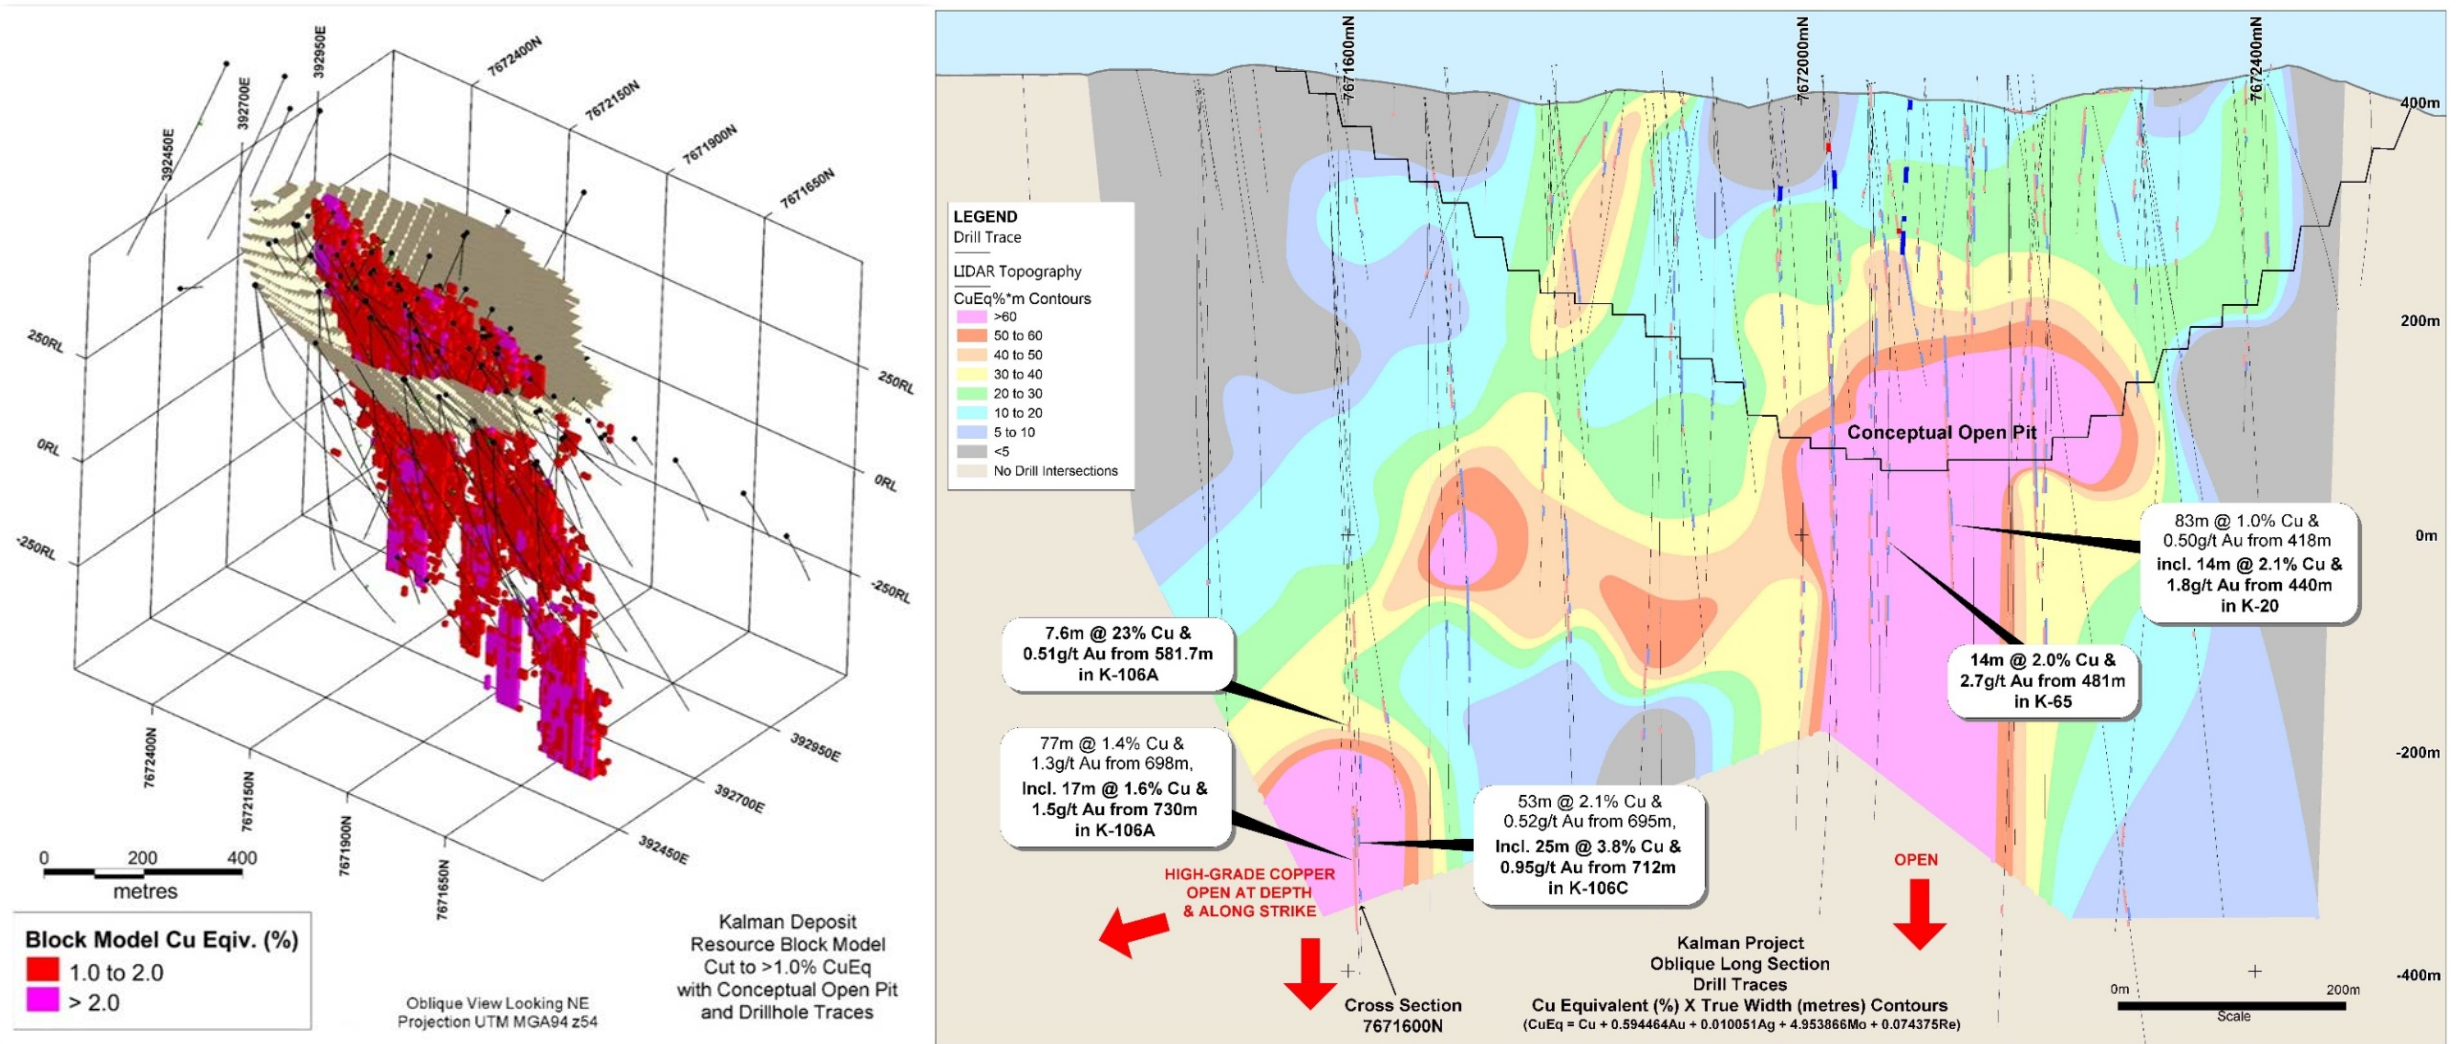 392950E
7672400N
392700E
7672150N
392450E
7671900N
7671650N
250RL
250RL
0RL
0RL
-250RL
-250RL
392950E
7672400N
392700E
7672150N
392450E
7671900N
7671650N
0 200 400
metres
Block Model Cu Eqiv. (%)
1.0 to 2.0
> 2.0
Oblique View Looking NE
Projection UTM MGA94 z54
Kalman Deposit
Resource Block Model
Cut to >1.0% CuEq
with Conceptual Open Pit
and Drillhole Traces
7671600mN
7672000mN
7672400mN
400m
200m
0m
-200m
-400m
LEGEND
Drill Trace
LIDAR Topography
CuEq%*m Contours
>60
50 to 60
40 to 50
30 to 40
20 to 30
10 to 20
5 to 10
<5
No Drill Intersections
Conceptual Open Pit
83m @ 1.0% Cu &
0.50g/t Au from 418m
incl. 14m @ 2.1% Cu &
1.8g/t Au from 440m
in K-20
14m @ 2.0% Cu &
2.7g/t Au from 481m
in K-65
7.6m @ 23% Cu &
0.51g/t Au from 581.7m
in K-106A
77m @ 1.4% Cu &
1.3g/t Au from 698m,
Incl. 17m @ 1.6% Cu &
1.5g/t Au from 730m
in K-106A
53m @ 2.1% Cu &
0.52g/t Au from 695m,
Incl. 25m @ 3.8% Cu &
0.95g/t Au from 712m
in K-106C
HIGH-GRADE COPPER
OPEN AT DEPTH
& ALONG STRIKE
OPEN
Cross Section
7671600N
Kalman Project
Oblique Long Section
Drill Traces
Cu Equivalent (%) X True Width (metres) Contours
(CuEq = Cu + 0.594464Au + 0.010051Ag + 4.953866Mo + 0.074375Re)
0m 200m
Scale